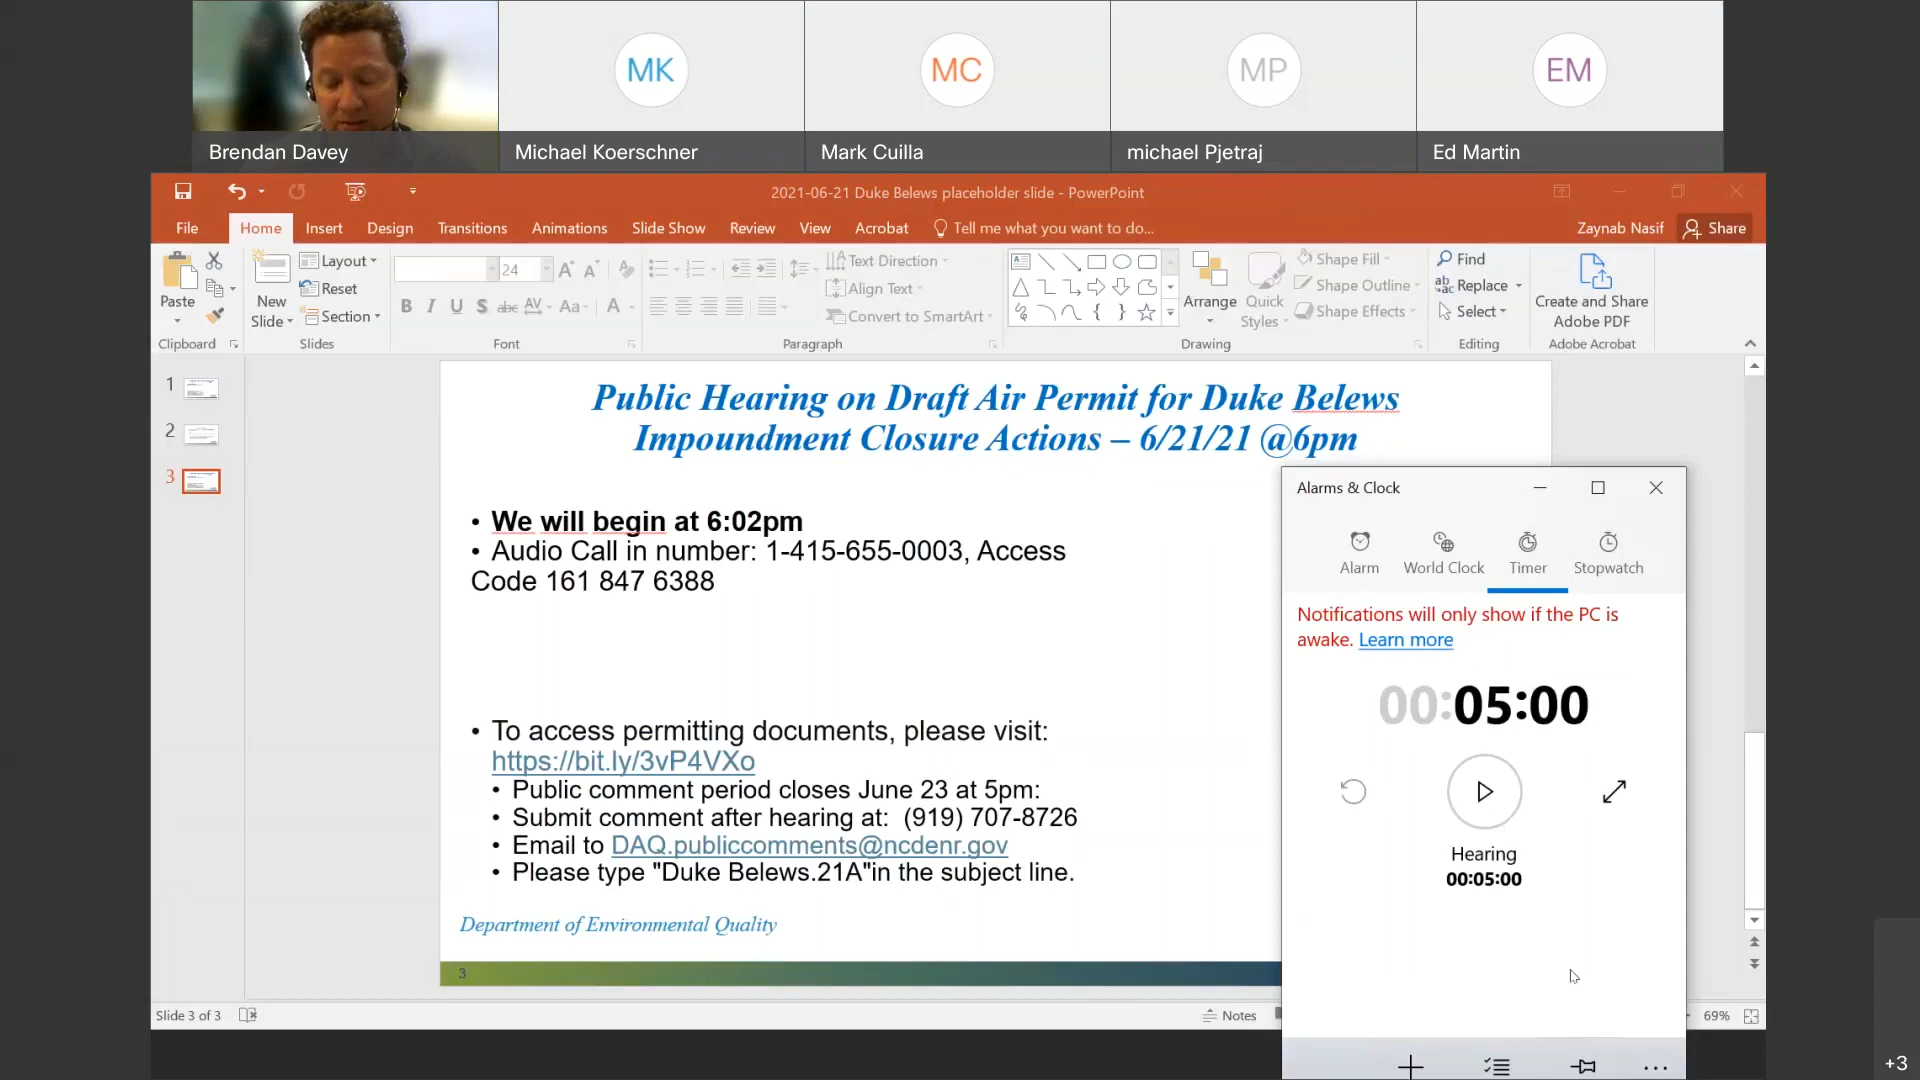 MK
MC
MP
EM
Brendan Davey
Michael Koerschner
Mark Cuilla
michael Pjetraj
Ed Martin
2021-06-21 Duke Belews placeholder slide - PowerPoint
File
Home
Insert
Design
Transitions
Animations
Slide Show
Review
View
Acrobat
Tell me what you want to do...
Zaynab Nasif
Share
Paste
Clipboard
New
Slide
Layout
Reset
Section
Slides
24
B I U S abc AV Aa A
Font
Text Direction
Align Text
Convert to SmartArt
Paragraph
Arrange
Quick
Styles
Shape Fill
Shape Outline
Shape Effects
Drawing
Find
Replace
Select
Editing
Create and Share
Adobe PDF
Adobe Acrobat
1
2
3
Public Hearing on Draft Air Permit for Duke Belews
Impoundment Closure Actions – 6/21/21 @6pm
• We will begin at 6:02pm
• Audio Call in number: 1-415-655-0003, Access
Code 161 847 6388
• To access permitting documents, please visit:
https://bit.ly/3vP4VXo
• Public comment period closes June 23 at 5pm:
• Submit comment after hearing at: (919) 707-8726
• Email to DAQ.publiccomments@ncdenr.gov
• Please type "Duke Belews.21A"in the subject line.
Department of Environmental Quality
3
Alarms & Clock
Alarm
World Clock
Timer
Stopwatch
Notifications will only show if the PC is
awake. Learn more
00:05:00
Hearing
00:05:00
Slide 3 of 3
Notes
69%
+3